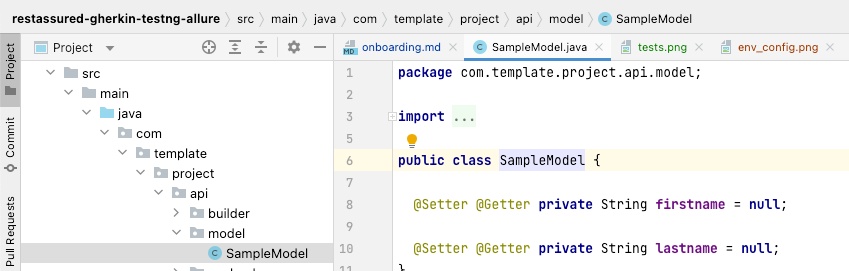 restassured-gherkin-testng-allure src main java com template project api model SampleModel
Project
onboarding.md SampleModel.java tests.png env_config.png
Project
Commit
Pull Requests
src
main
java
com
template
project
api
builder
model
SampleModel
1 package com.template.project.api.model;
2
3 import ...
5
6 public class SampleModel {
7
8 @Setter @Getter private String firstname = null;
9
10 @Setter @Getter private String lastname = null;
11 }